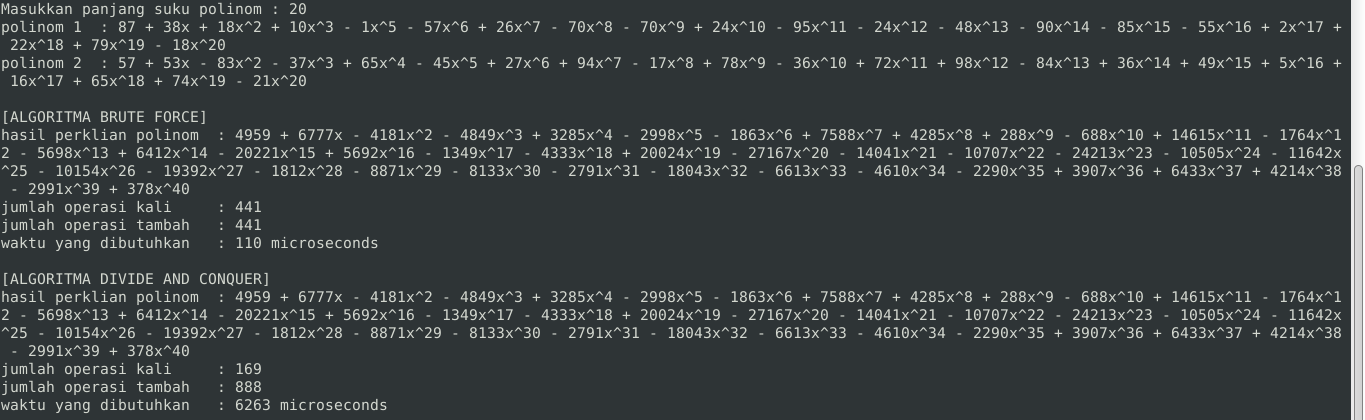 Masukkan panjang suku polinom : 20
polinom 1  : 87 + 38x + 18x^2 + 10x^3 - 1x^5 - 57x^6 + 26x^7 - 70x^8 - 70x^9 + 24x^10 - 95x^11 - 24x^12 - 48x^13 - 90x^14 - 85x^15 - 55x^16 + 2x^17 +
22x^18 + 79x^19 - 18x^20
polinom 2  : 57 + 53x - 83x^2 - 37x^3 + 65x^4 - 45x^5 + 27x^6 + 94x^7 - 17x^8 + 78x^9 - 36x^10 + 72x^11 + 98x^12 - 84x^13 + 36x^14 + 49x^15 + 5x^16 +
16x^17 + 65x^18 + 74x^19 - 21x^20
[ALGORITMA BRUTE FORCE]
hasil perklian polinom  : 4959 + 6777x - 4181x^2 - 4849x^3 + 3285x^4 - 2998x^5 - 1863x^6 + 7588x^7 + 4285x^8 + 288x^9 - 688x^10 + 14615x^11 - 1764x^1
2 - 5698x^13 + 6412x^14 - 20221x^15 + 5692x^16 - 1349x^17 - 4333x^18 + 20024x^19 - 27167x^20 - 14041x^21 - 10707x^22 - 24213x^23 - 10505x^24 - 11642x
^25 - 10154x^26 - 19392x^27 - 1812x^28 - 8871x^29 - 8133x^30 - 2791x^31 - 18043x^32 - 6613x^33 - 4610x^34 - 2290x^35 + 3907x^36 + 6433x^37 + 4214x^38
- 2991x^39 + 378x^40
jumlah operasi kali     : 441
jumlah operasi tambah   : 441
waktu yang dibutuhkan   : 110 microseconds
[ALGORITMA DIVIDE AND CONQUER]
hasil perklian polinom  : 4959 + 6777x - 4181x^2 - 4849x^3 + 3285x^4 - 2998x^5 - 1863x^6 + 7588x^7 + 4285x^8 + 288x^9 - 688x^10 + 14615x^11 - 1764x^1
2 - 5698x^13 + 6412x^14 - 20221x^15 + 5692x^16 - 1349x^17 - 4333x^18 + 20024x^19 - 27167x^20 - 14041x^21 - 10707x^22 - 24213x^23 - 10505x^24 - 11642x
^25 - 10154x^26 - 19392x^27 - 1812x^28 - 8871x^29 - 8133x^30 - 2791x^31 - 18043x^32 - 6613x^33 - 4610x^34 - 2290x^35 + 3907x^36 + 6433x^37 + 4214x^38
- 2991x^39 + 378x^40
jumlah operasi kali     : 169
jumlah operasi tambah   : 888
waktu yang dibutuhkan   : 6263 microseconds